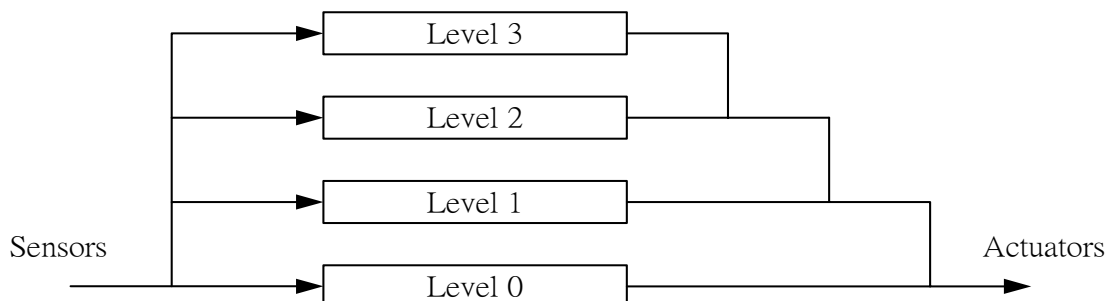 Level 3
Level 2
Level 1
Sensors
Actuators
Level 0